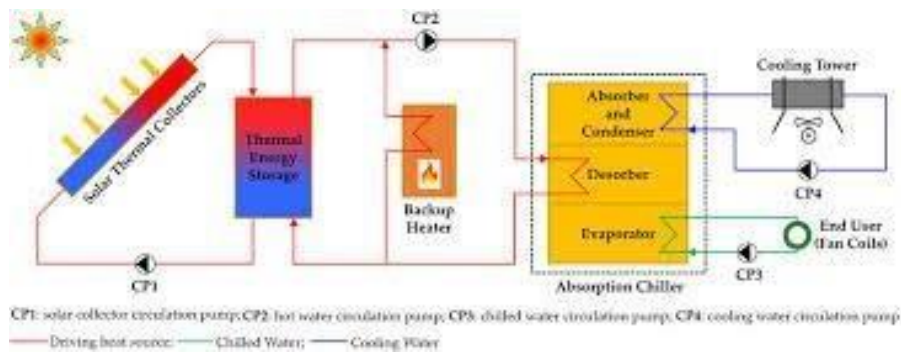 CP2
Cooling Tower
Solar Thermal Collectors
Thermal
Energy
Storage
Absorber
and
Condenser
Desorber
CP4
Backup
Heater
Evaporator
End User
(Fan Coils)
CP3
CP1
Absorption Chiller
CP1: solar collector circulation pump; CP2: hot water circulation pump; CP3: chilled water circulation pump; CP4: cooling water circulation pump
Driving heat source; Chilled Water; Cooling Water